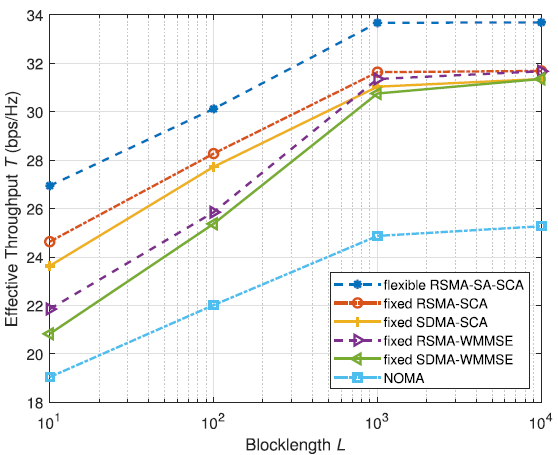 34
32
30
28
26
24
22
20
18
Effective Throughput T (bps/Hz)
flexible RSMA-SA-SCA
fixed RSMA-SCA
fixed SDMA-SCA
fixed RSMA-WMMSE
fixed SDMA-WMMSE
NOMA
10^1 10^2 10^3 10^4
Blocklength L